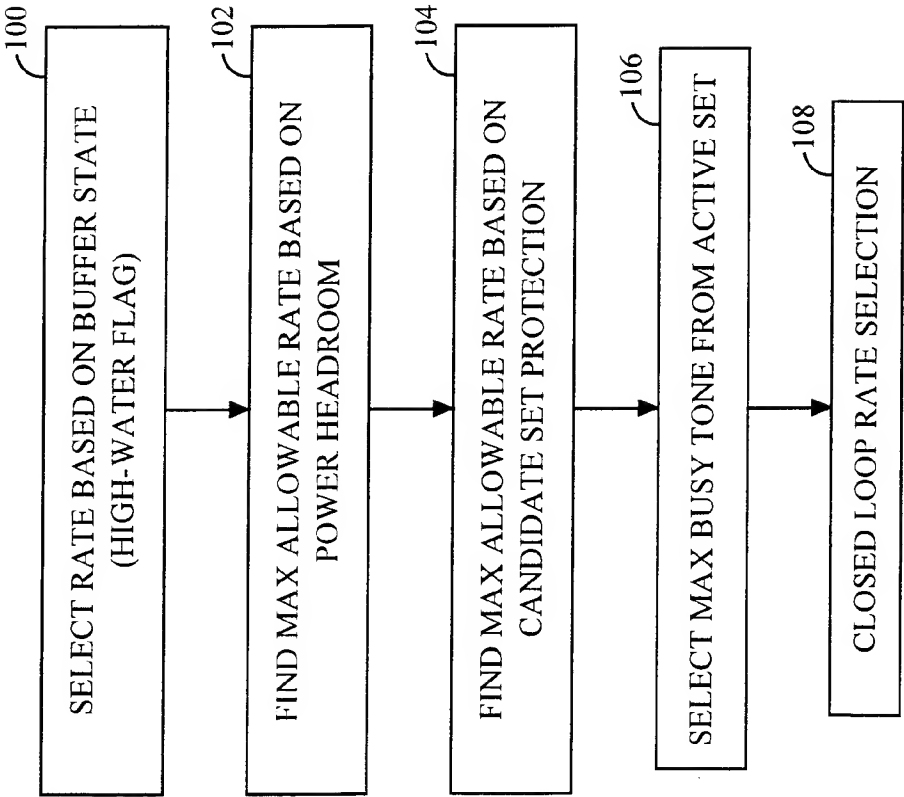 100
SELECT RATE BASED ON BUFFER STATE
(HIGH-WATER FLAG)
102
FIND MAX ALLOWABLE RATE BASED ON
POWER HEADROOM
104
FIND MAX ALLOWABLE RATE BASED ON
CANDIDATE SET PROTECTION
106
SELECT MAX BUSY TONE FROM ACTIVE SET
108
CLOSED LOOP RATE SELECTION